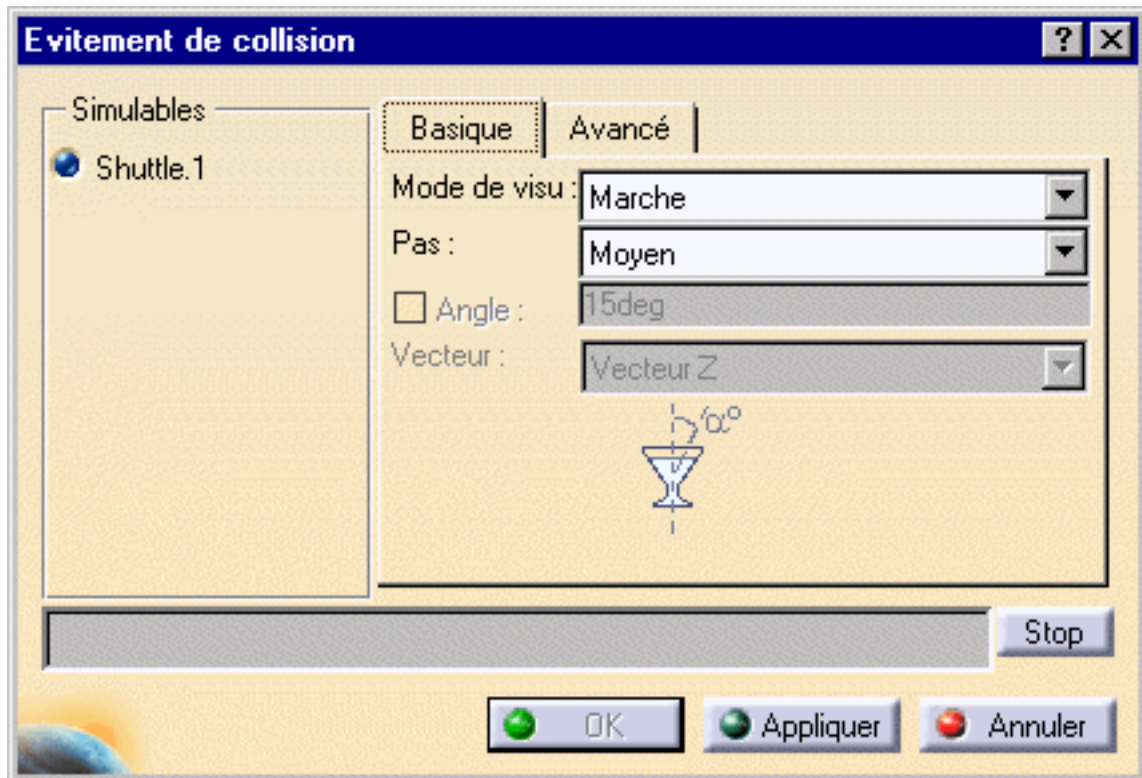 Evitement de collision
Simulables
Shuttle.1
Basique
Avancé
Mode de visu :
Marche
Pas :
Moyen
Angle :
15deg
Vecteur :
Vecteur Z
α°
Stop
OK
Appliquer
Annuler